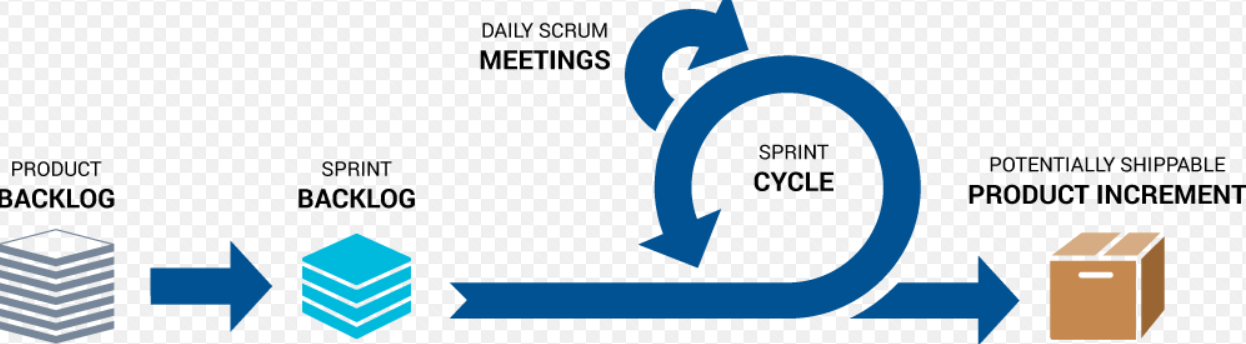 DAILY SCRUM
MEETINGS
PRODUCT
BACKLOG
SPRINT
BACKLOG
SPRINT
CYCLE
POTENTIALLY SHIPPABLE
PRODUCT INCREMENT